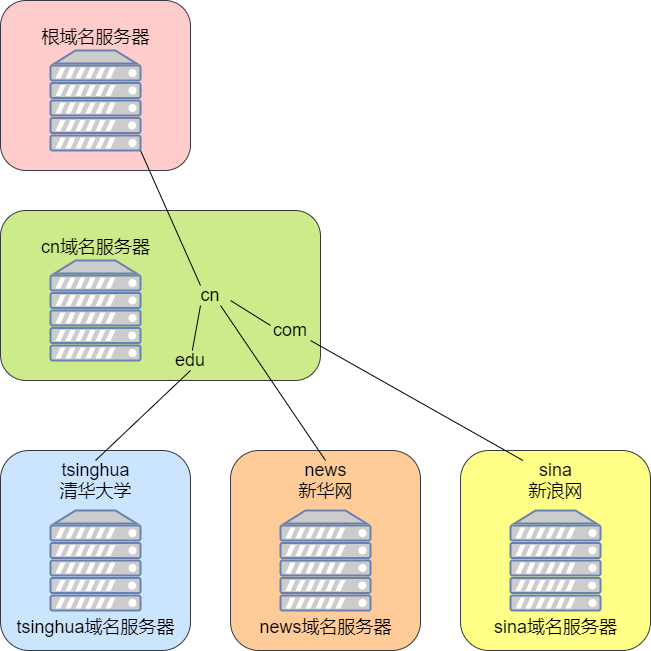 根域名服务器
cn域名服务器
cn
com
edu
tsinghua
清华大学
tsinghua域名服务器
news
新华网
news域名服务器
sina
新浪网
sina域名服务器